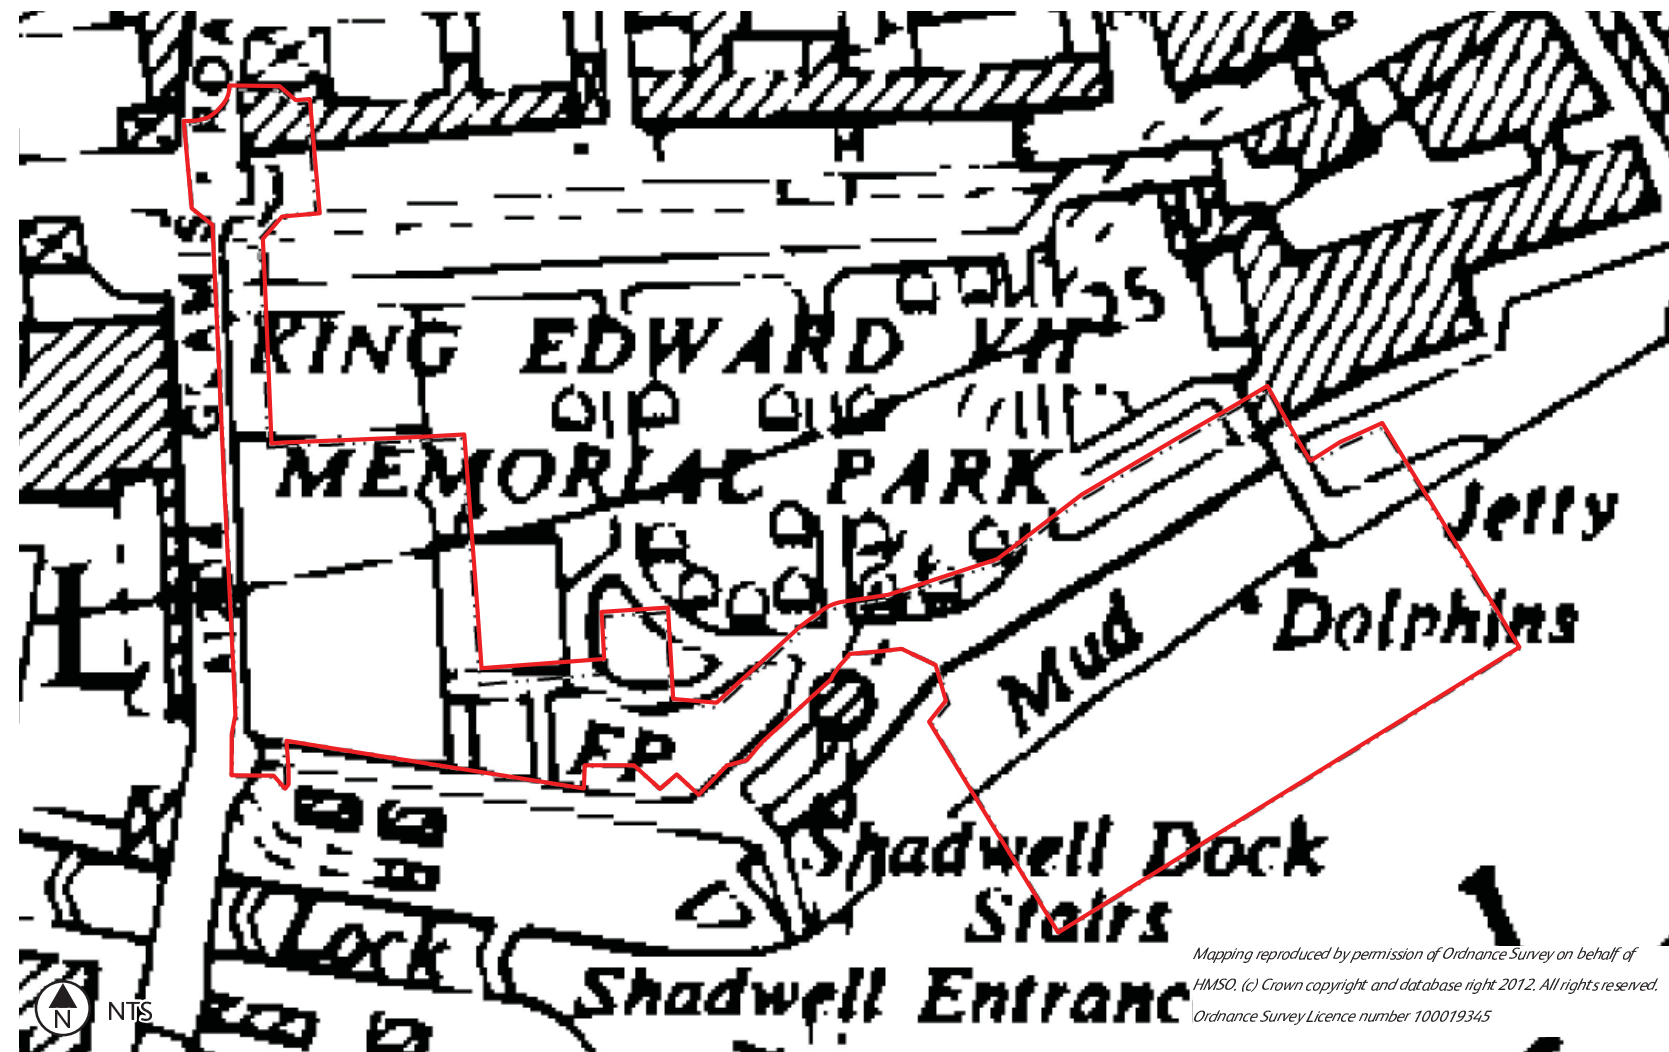 KING EDWARD VII
MEMORIAL PARK
Jetty
Dolphins
Mud
FP
Shadwell Dock
Stairs
Lock
Shadwell Entranc
NTS
N
Mapping reproduced by permission of Ordnance Survey on behalf of
HMSO. (c) Crown copyright and database right 2012. All rights reserved.
Ordnance Survey Licence number 100019345